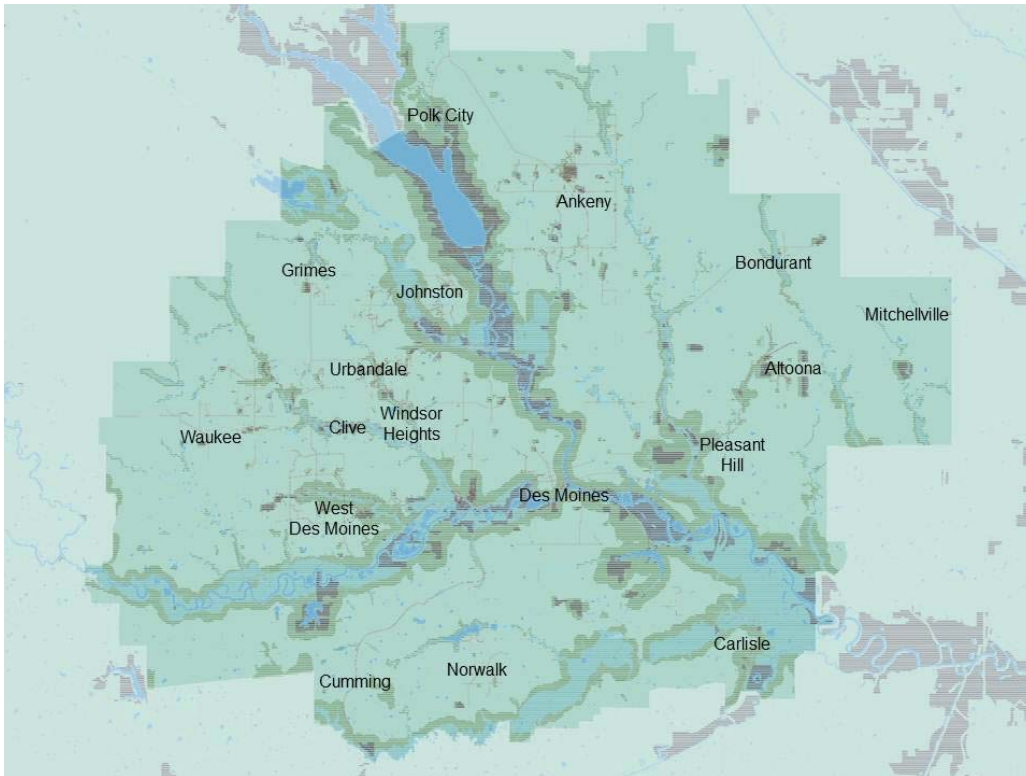 Polk City
Ankeny
Bondurant
Grimes
Johnston
Mitchellville
Urbandale
Altoona
Windsor
Heights
Clive
Waukee
Pleasant
Hill
Des Moines
West
Des Moines
Carlisle
Norwalk
Cumming